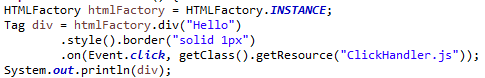 HTMLFactory htmlFactory = HTMLFactory.INSTANCE;
Tag div = htmlFactory.div("Hello")
.style().border("solid 1px")
.on(Event.click, getClass().getResource("ClickHandler.js"));
System.out.println(div);